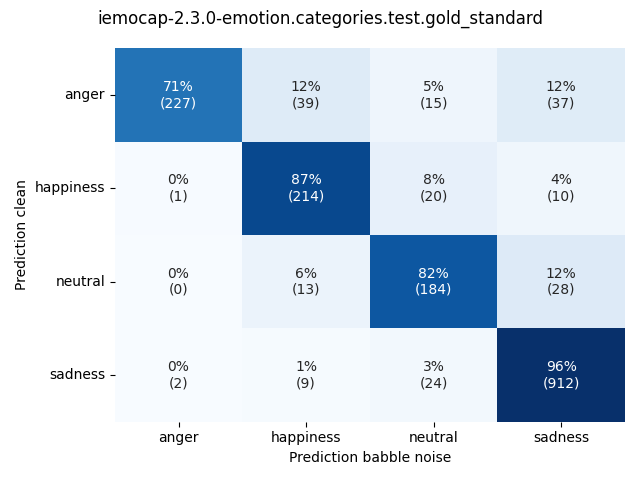 iemocap-2.3.0-emotion.categories.test.gold_standard
anger 71% 12% 5% 12%
(227) (39) (15) (37)
happiness 0% 87% 8% 4%
(1) (214) (20) (10)
neutral 0% 6% 82% 12%
(0) (13) (184) (28)
sadness 0% 1% 3% 96%
(2) (9) (24) (912)
Prediction clean
anger happiness neutral sadness
Prediction babble noise